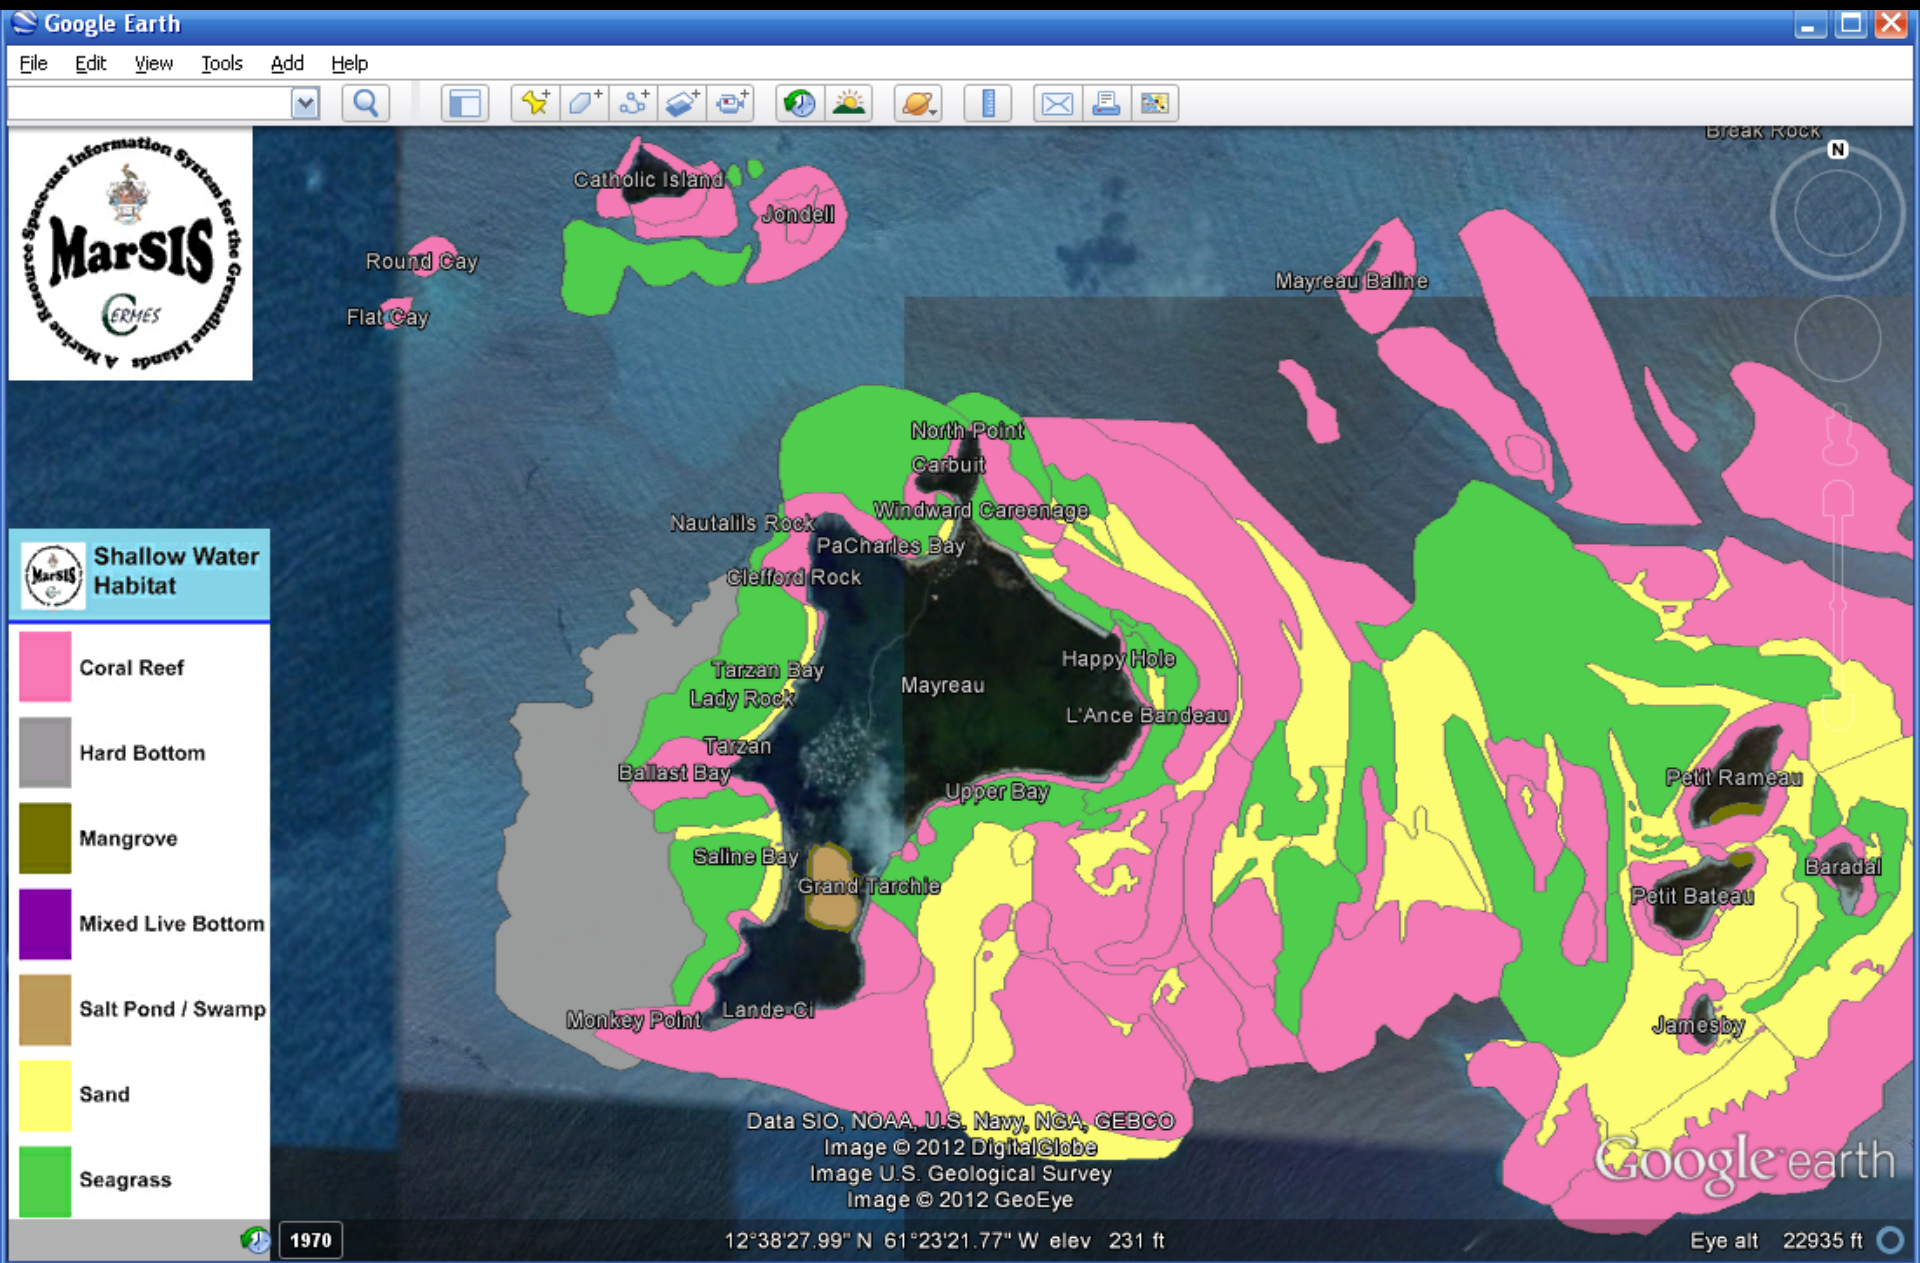 Google Earth
File Edit View Tools Add Help
A Marine Resource Space-use Information System for the Grenadine Islands
MarSIS
CERMES
Break Rock
N
Catholic Island
Jondell
Round Cay
Flat Cay
Mayreau Baline
North Point
Carbuit
Windward Careenage
Nautalils Rock
PaCharles Bay
Clefford Rock
Tarzan Bay
Lady Rock
Tarzan
Ballast Bay
Happy Hole
Mayreau
L'Ance Bandeau
Upper Bay
Petit Rameau
Saline Bay
Grand Tarchie
Baradal
Petit Bateau
Lande-Ci
Monkey Point
Jamesby
MarSIS
Shallow Water
Habitat
Coral Reef
Hard Bottom
Mangrove
Mixed Live Bottom
Salt Pond / Swamp
Sand
Seagrass
Data SIO, NOAA, U.S. Navy, NGA, GEBCO
Image © 2012 DigitalGlobe
Image U.S. Geological Survey
Image © 2012 GeoEye
Google earth
1970
12°38'27.99" N 61°23'21.77" W elev 231 ft
Eye alt 22935 ft